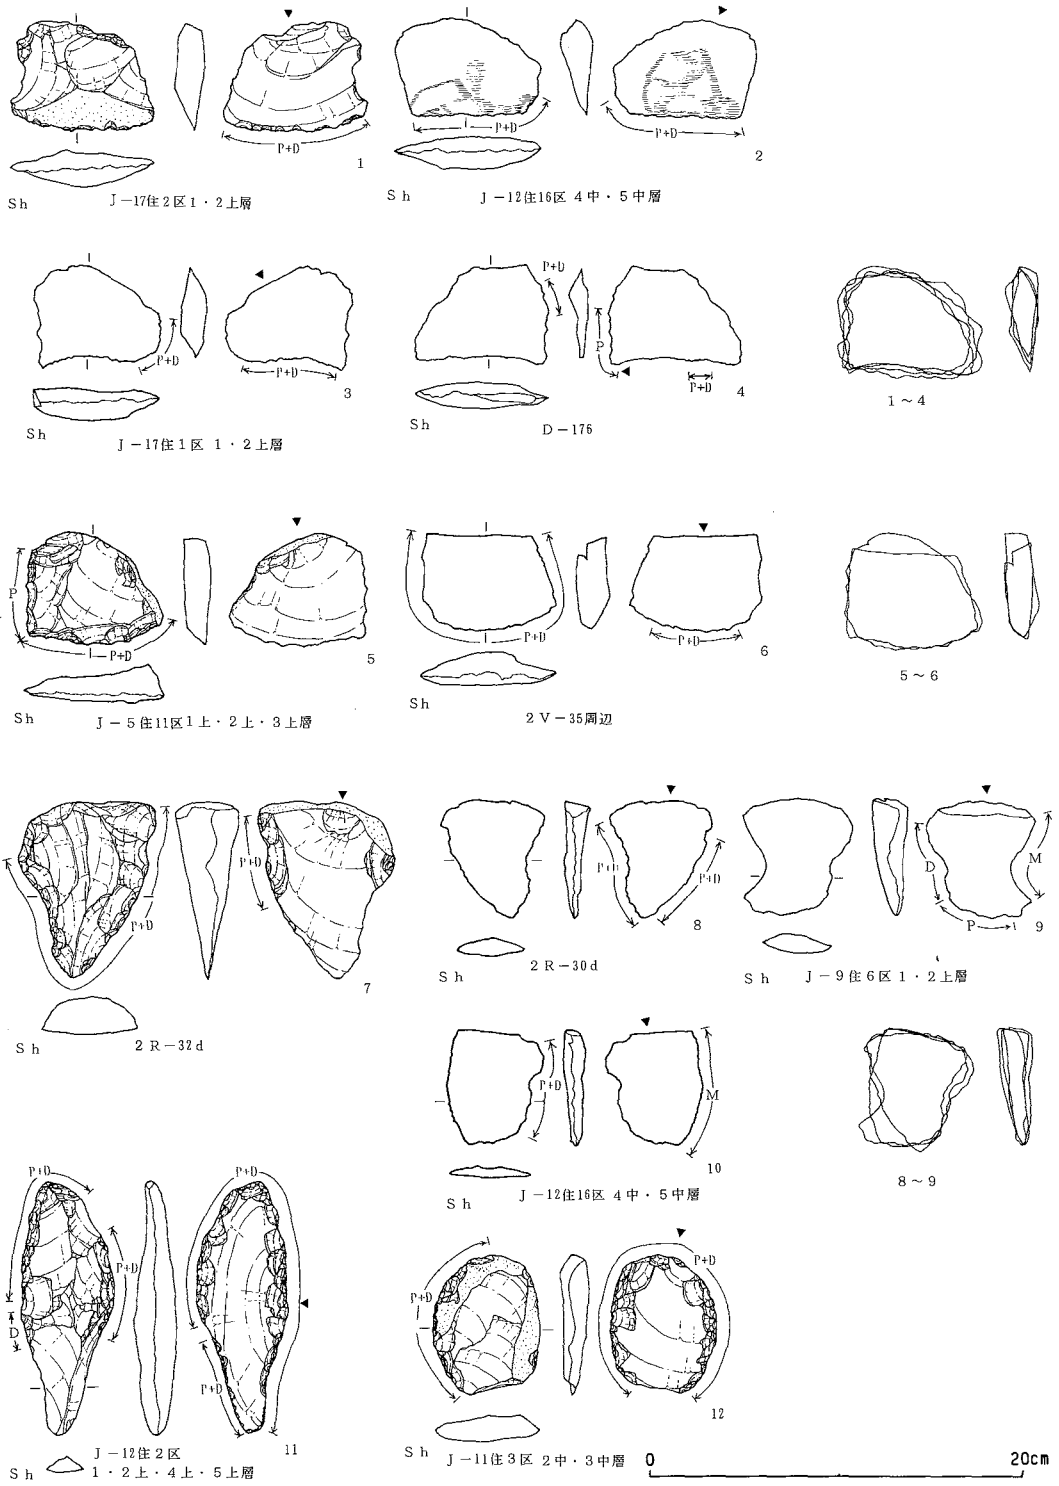 P+D
1
Sh
J－17住2区1・2上層
P+D
P+D
2
Sh
J－12住16区 4中・5中層
P+D
P+D
3
Sh
J－17住1区 1・2上層
P+D
P
P+D
4
Sh
D－176
1～4
P
P+D
5
Sh
J－5住11区1上・2上・3上層
P+D
P+D
6
Sh
2V－35周辺
5～6
P+D
P+D
7
Sh
2R－32d
P+D
P+D
8
Sh
2R－30d
D
M
P
9
Sh
J－9住6区 1・2上層
P+D
M
10
Sh
J－12住16区 4中・5中層
8～9
P+D
P+D
D
P+D
P+D
11
Sh
J－12住2区
1・2上・4上・5上層
P+D
P+D
12
Sh
J－11住3区 2中・3中層
0 20cm